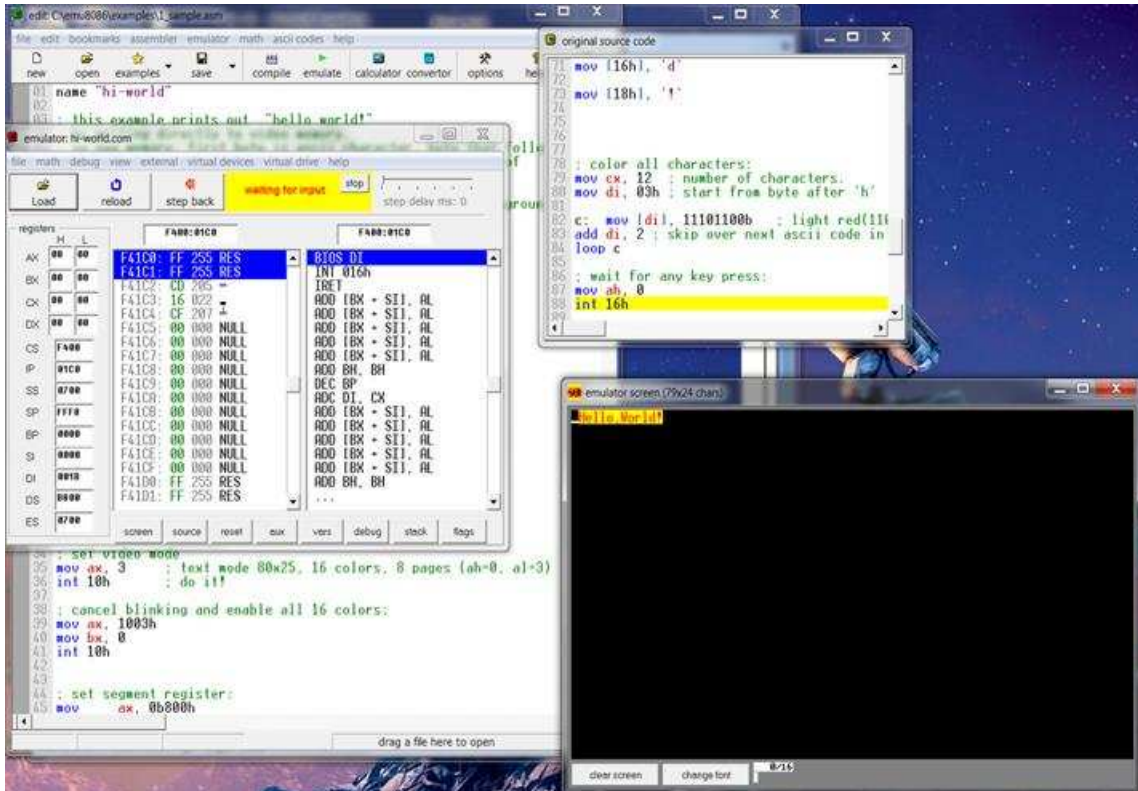 edit: C:\emu8086\examples\1_sample.asm
file edit bookmarks assembler emulator math ascii codes help
new open examples save compile emulate calculator convertor options
01 name "hi-world"
02
03 ; this example prints out "hello world!"
original source code
71 mov [16h], 'd'
72
73 mov [18h], '!'
74
75
76
77
78 ; color all characters:
79 mov cx, 12 ; number of characters.
80 mov di, 03h ; start from byte after 'h'
81
82 c: mov [di], 11101100b ; light red(11
83 add di, 2 ; skip over next ascii code in
84 loop c
85
86 ; wait for any key press:
87 mov ah, 0
88 int 16h
89
emulator: hi-world.com
file math debug view external virtual devices virtual drive help
Load reload step back waiting for input stop step delay ms: 0
registers
H L
F400:01C0 F400:01C0
AX 00 00
BX 00 00
CX 00 00
DX 00 00
CS F400
IP 01C0
SS 0700
SP FFF8
BP 0000
SI 0000
DI 001B
DS B800
ES 0700
F41C0: FF 255 RES
F41C1: FF 255 RES
F41C2: CD 205
F41C3: 16 022
F41C4: CF 207
F41C5: 00 000 NULL
F41C6: 00 000 NULL
F41C7: 00 000 NULL
F41C8: 00 000 NULL
F41C9: 00 000 NULL
F41CA: 00 000 NULL
F41CB: 00 000 NULL
F41CC: 00 000 NULL
F41CD: 00 000 NULL
F41CE: 00 000 NULL
F41CF: 00 000 NULL
F41D0: FF 255 RES
F41D1: FF 255 RES
BIOS DI
INT 016h
IRET
ADD [BX + SI], AL
ADD [BX + SI], AL
ADD [BX + SI], AL
ADD [BX + SI], AL
ADD [BX + SI], AL
ADD BH, BH
DEC BP
ADC DI, CX
ADD [BX + SI], AL
ADD [BX + SI], AL
ADD [BX + SI], AL
ADD [BX + SI], AL
ADD [BX + SI], AL
ADD BH, BH
...
screen source reset aux vars debug stack flags
34 ; set video mode
35 mov ax, 3 ; text mode 80x25, 16 colors, 8 pages (ah=0, al=3)
36 int 10h ; do it!
37
38 ; cancel blinking and enable all 16 colors:
39 mov ax, 1003h
40 mov bx, 0
41 int 10h
42
43
44 ; set segment register:
45 mov ax, 0b800h
drag a file here to open
emulator screen (79x24 chars)
Hello,World!
clear screen change font 0/16